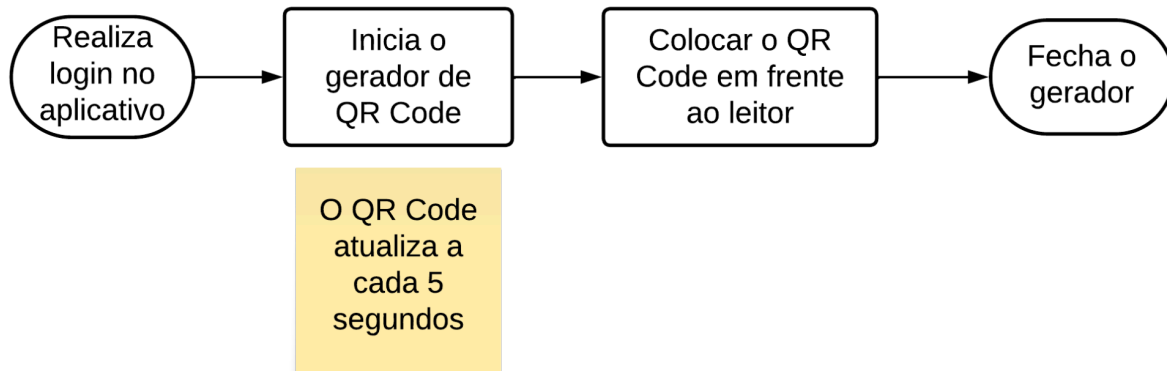 Realiza
login no
aplicativo
Inicia o
gerador de
QR Code
Colocar o QR
Code em frente
ao leitor
Fecha o
gerador
O QR Code
atualiza a
cada 5
segundos